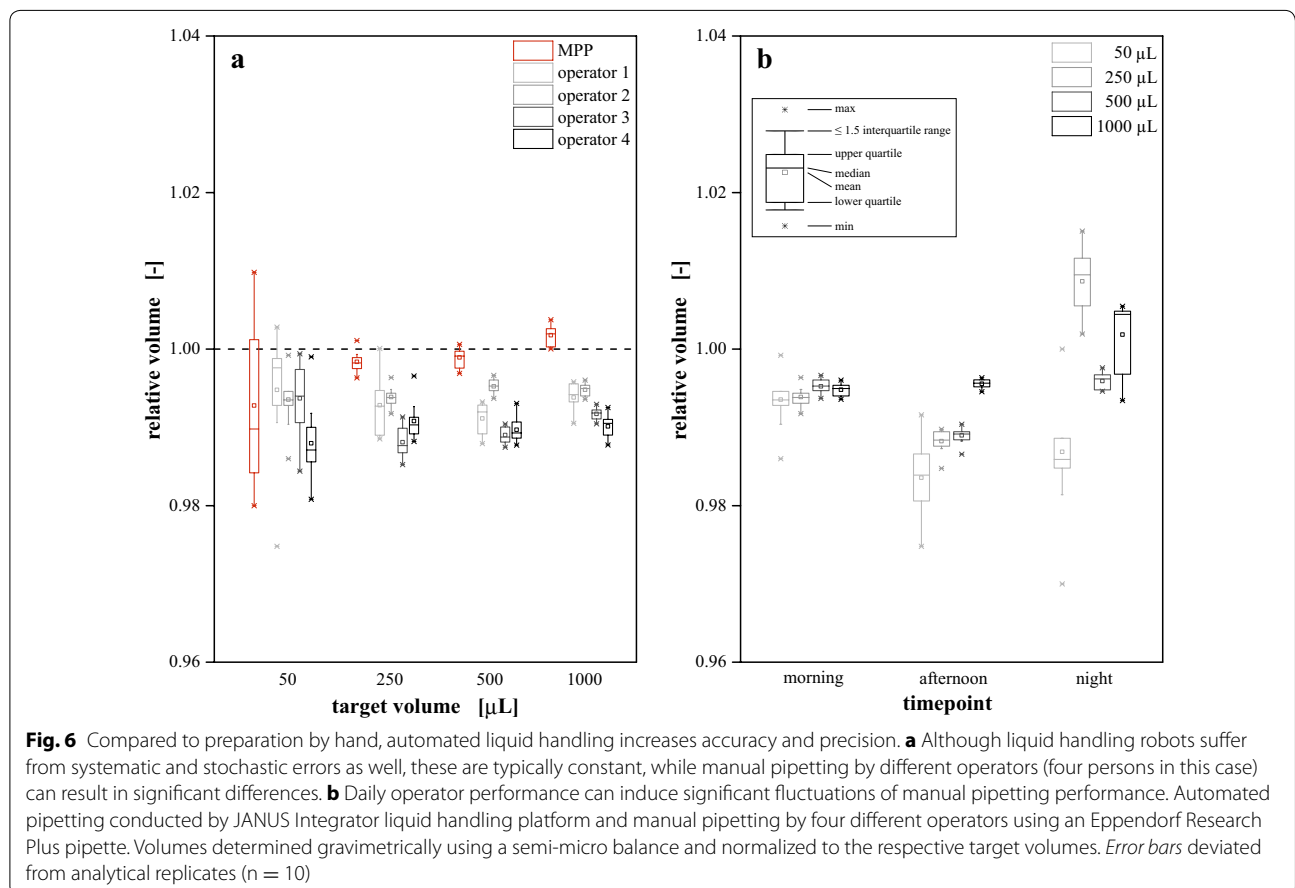 a
MPP
operator 1
operator 2
operator 3
operator 4
1.04
1.02
1.00
0.98
0.96
relative volume [-]
50 250 500 1000
target volume [µL]
b
50 µL
250 µL
500 µL
1000 µL
max
≤ 1.5 interquartile range
upper quartile
median
mean
lower quartile
min
1.04
1.02
1.00
0.98
0.96
relative volume [-]
morning afternoon night
timepoint
Fig. 6 Compared to preparation by hand, automated liquid handling increases accuracy and precision. a Although liquid handling robots suffer
from systematic and stochastic errors as well, these are typically constant, while manual pipetting by different operators (four persons in this case)
can result in significant differences. b Daily operator performance can induce significant fluctuations of manual pipetting performance. Automated
pipetting conducted by JANUS Integrator liquid handling platform and manual pipetting by four different operators using an Eppendorf Research
Plus pipette. Volumes determined gravimetrically using a semi-micro balance and normalized to the respective target volumes. Error bars deviated
from analytical replicates (n = 10)